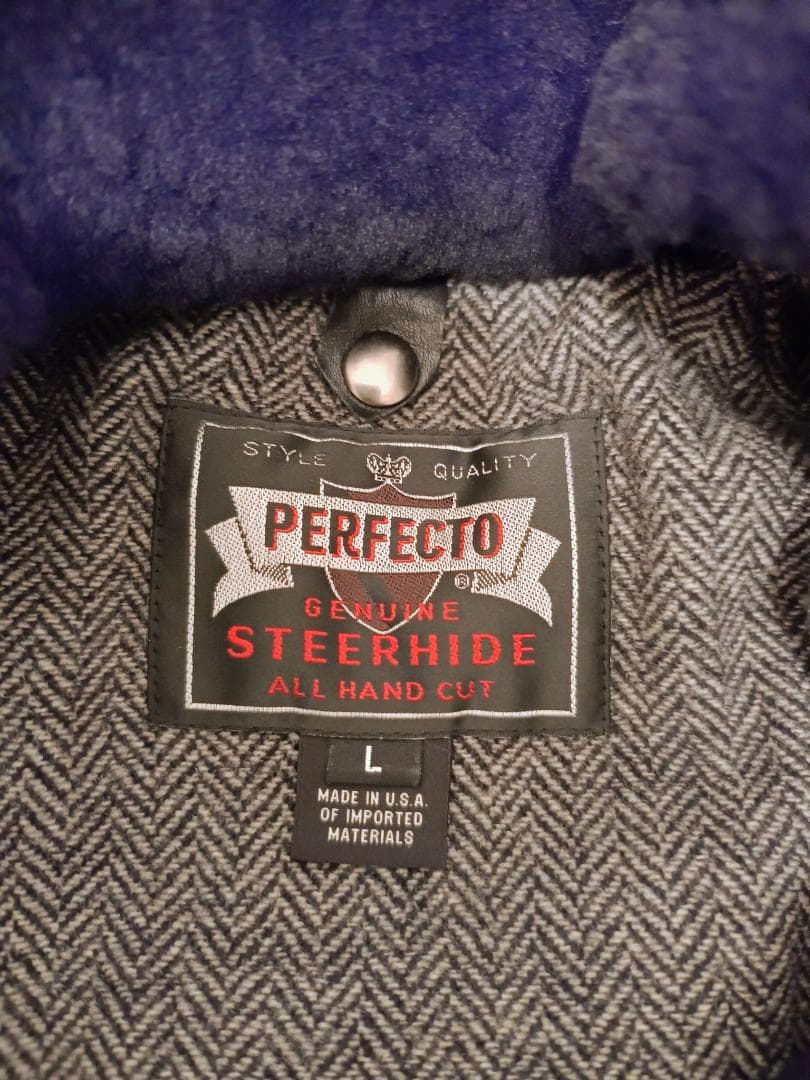 STYLE QUALITY
PERFECTO
®
GENUINE
STEERHIDE
ALL HAND CUT
L
MADE IN U.S.A.
OF IMPORTED
MATERIALS